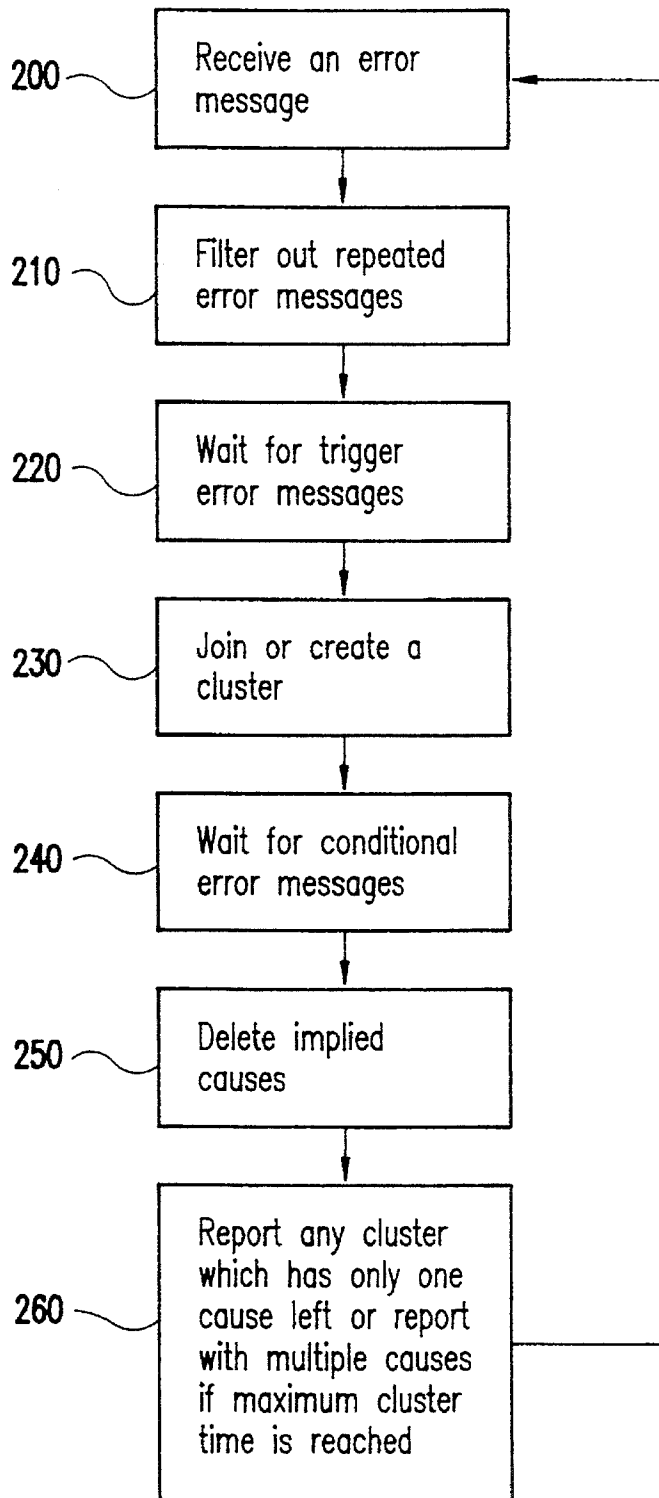 200
Receive an error
message
210
Filter out repeated
error messages
220
Wait for trigger
error messages
230
Join or create a
cluster
240
Wait for conditional
error messages
250
Delete implied
causes
260
Report any cluster
which has only one
cause left or report
with multiple causes
if maximum cluster
time is reached